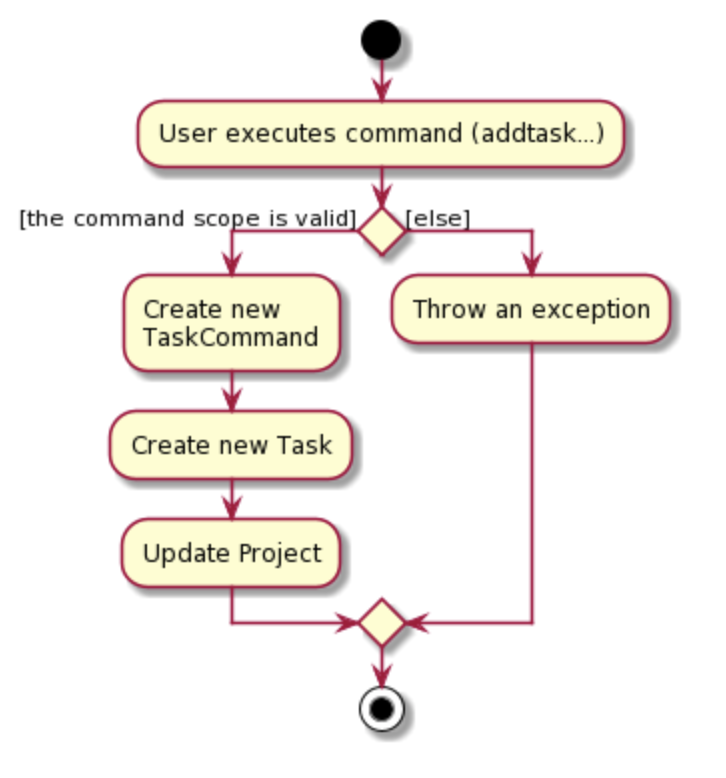 User executes command (addtask...)
[the command scope is valid]
[else]
Create new
TaskCommand
Throw an exception
Create new Task
Update Project